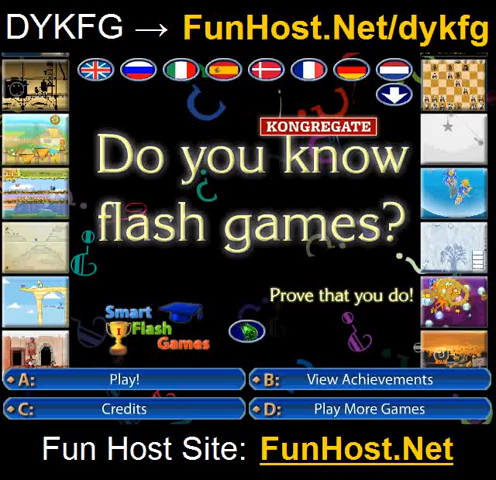 DYKFG → FunHost.Net/dykfg
KONGREGATE
Do you know
flash games?
Prove that you do!
Smart
Flash
Games
A: Play!
B: View Achievements
C: Credits
D: Play More Games
Fun Host Site: FunHost.Net